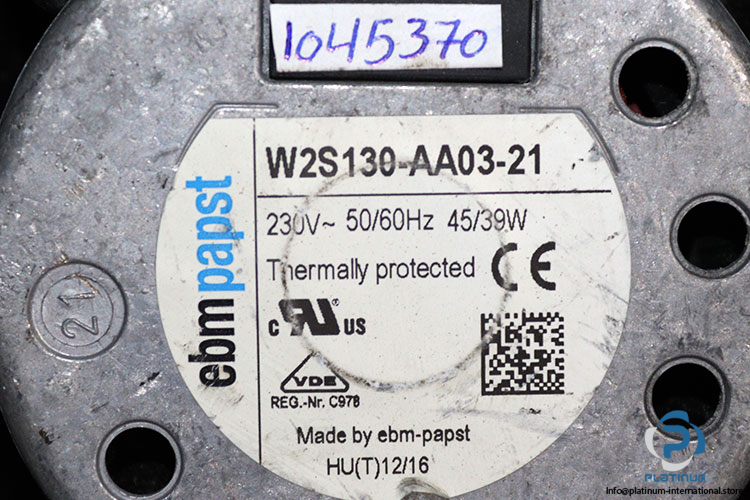 1045370
W2S130-AA03-21
230V~ 50/60Hz 45/39W
Thermally protected CE
c RU® US
VDE
REG.-Nr. C978
Made by ebm-papst
HU(T)12/16
ebmpapst
21
PLATINUM
Info@platinum-international.store